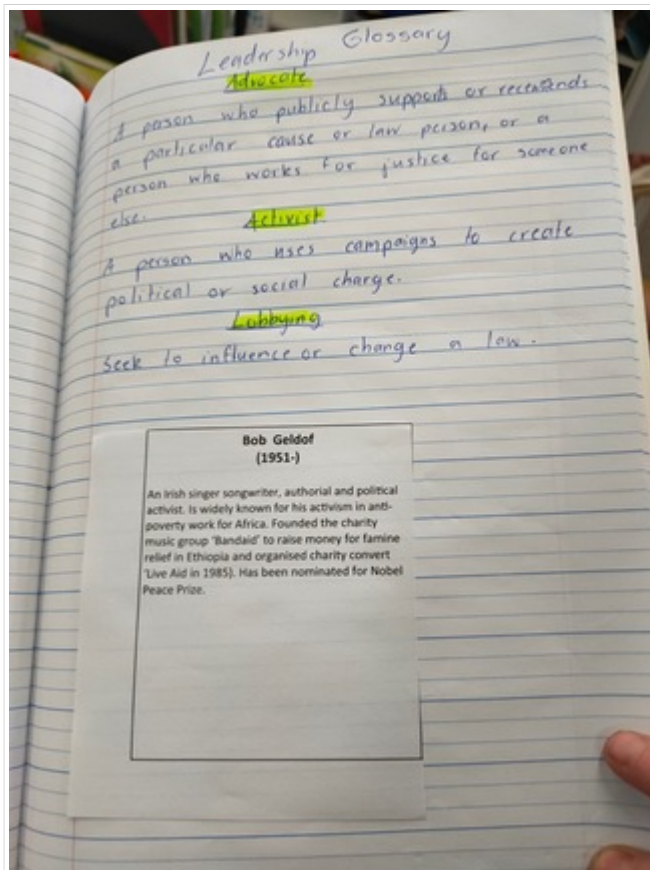 Leadership Glossary
Advocate
A person who publicly supports or recommends
a particular cause or law person, or a
person who works for justice for someone
else.
Activist
A person who uses campaigns to create
political or social charge.
Lobbying
Seek to influence or change a law.
Bob Geldof
(1951-)
An Irish singer songwriter, authorial and political
activist. Is widely known for his activism in anti-
poverty work for Africa. Founded the charity
music group ‘Bandaid’ to raise money for famine
relief in Ethiopia and organised charity convert
‘Live Aid in 1985). Has been nominated for Nobel
Peace Prize.